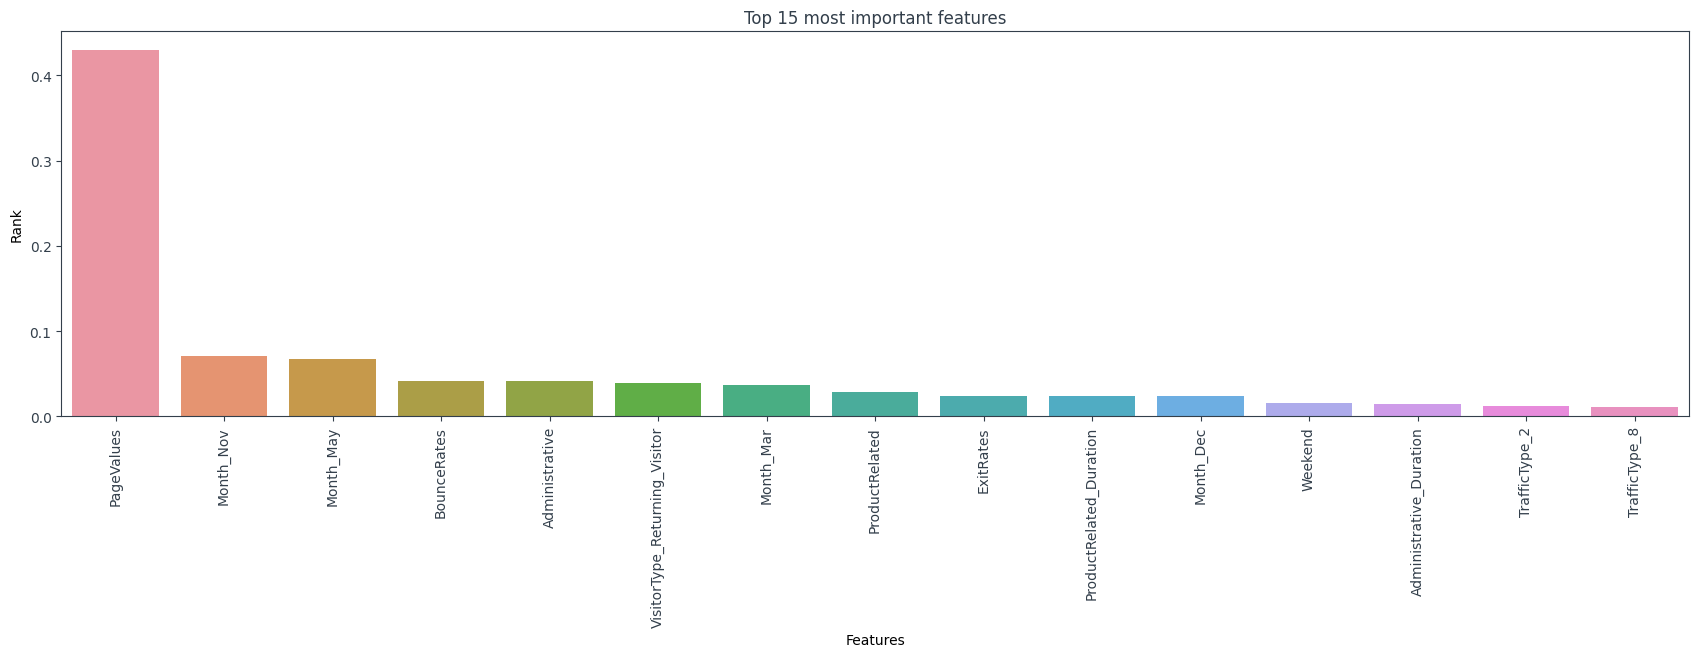 Top 15 most important features
Rank
0.4
0.3
0.2
0.1
0.0
PageValues
Month_Nov
Month_May
BounceRates
Administrative
VisitorType_Returning_Visitor
Month_Mar
ProductRelated
ExitRates
ProductRelated_Duration
Month_Dec
Weekend
Administrative_Duration
TrafficType_2
TrafficType_8
Features